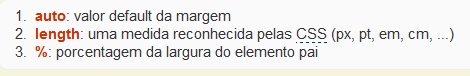 1. auto: valor default da margem
2. length: uma medida reconhecida pelas CSS (px, pt, em, cm, ...)
3. %: porcentagem da largura do elemento pai